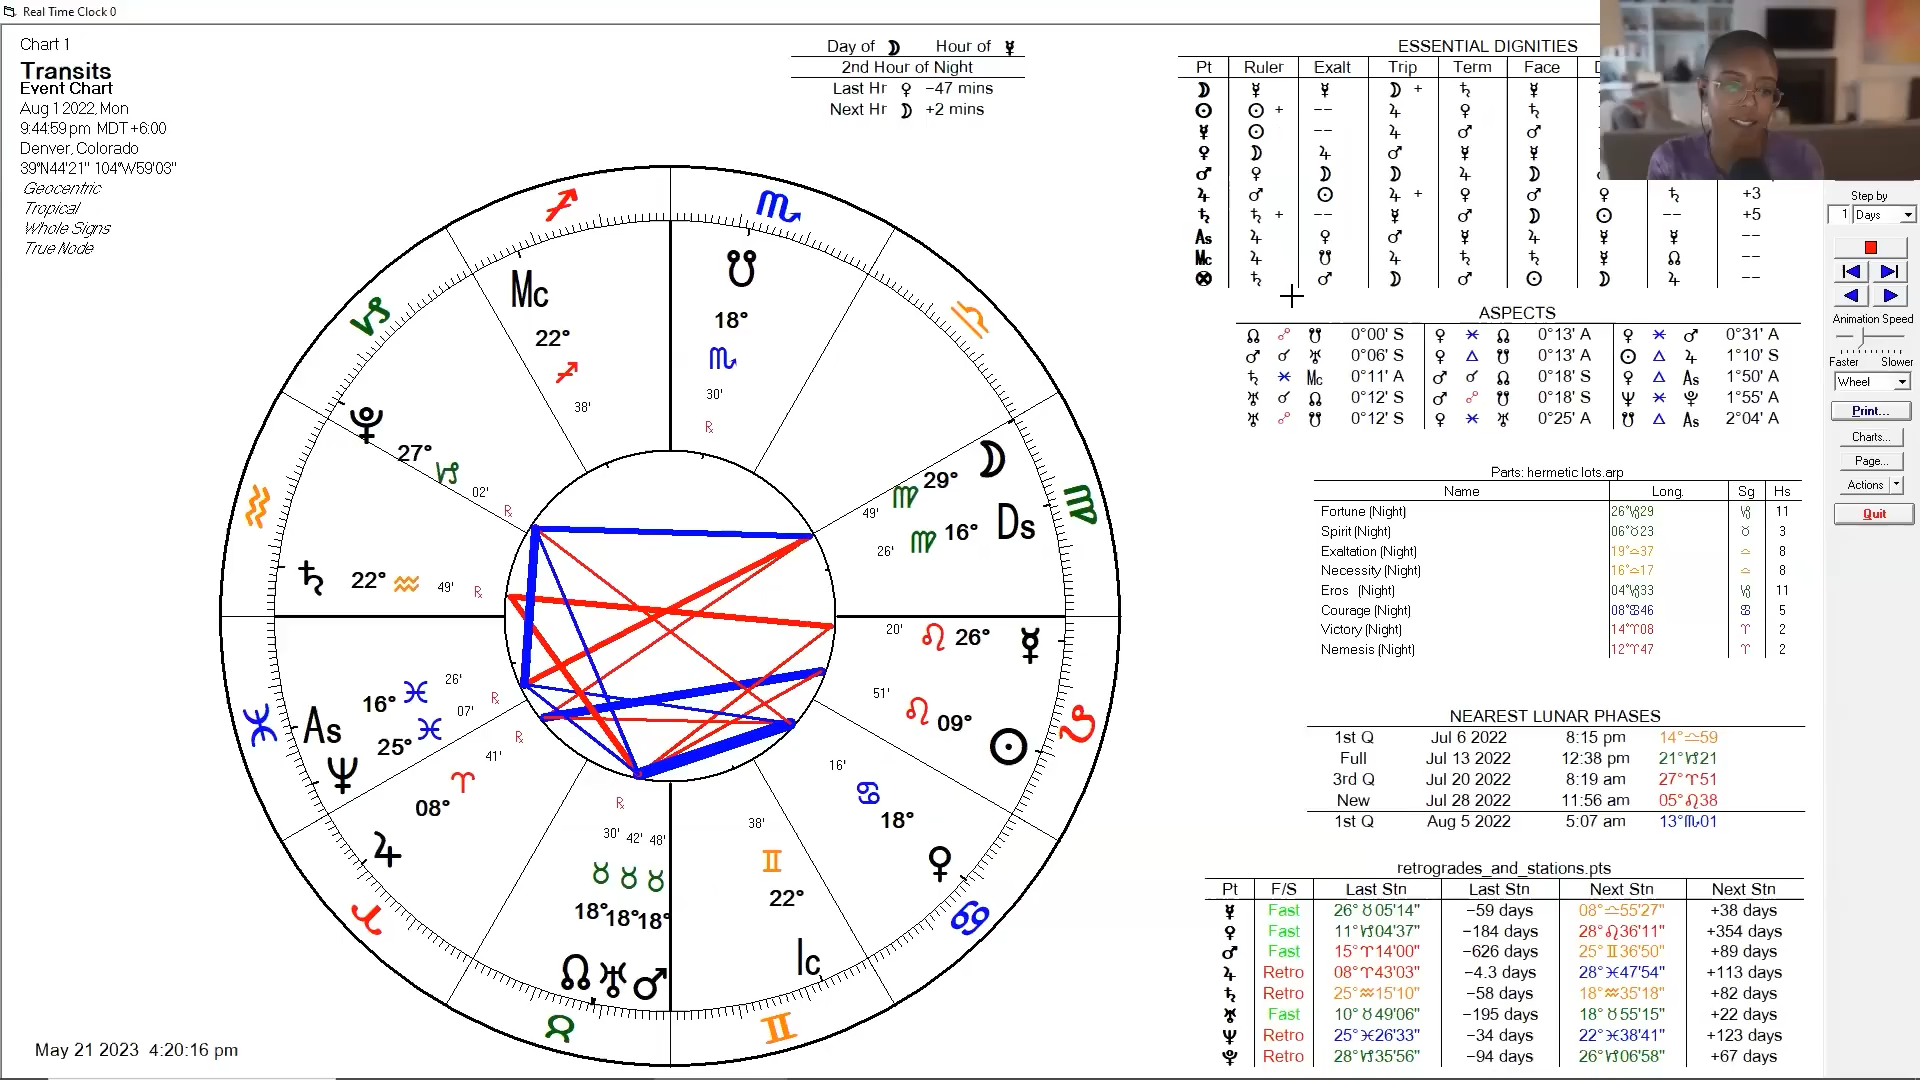 Real Time Clock 0
Chart 1
Transits
Event Chart
Aug 1 2022, Mon
9:44:59 pm MDT +6:00
Denver, Colorado
39°N44'21" 104°W59'03"
Geocentric
Tropical
Whole Signs
True Node
Day of ☽ Hour of ☿
2nd Hour of Night
Last Hr ♀ −47 mins
Next Hr ☽ +2 mins
Mc
22° ♐ 38'
☋ 18° ♏ 30' ℞
♇ 27° ♑ 02' ℞
☽ 29° ♍ 49'
Ds 16° ♍ 26'
♄ 22° ♒ 49' ℞
☿ 26° ♌ 20'
As 16° ♓ 26'
♆ 25° ♓ 07' ℞
☉ 09° ♌ 51'
♃ 08° ♈ 41' ℞
♀ 18° ♋ 16'
℞
30' 42' 48'
♉ ♉ ♉
18° 18° 18°
☊ ♅ ♂
38'
♊
22°
Ic
May 21 2023 4:20:16 pm
ESSENTIAL DIGNITIES
Pt Ruler Exalt Trip Term Face
☽ ☿ ☿ ☽ + ♄ ☿
☉ ☉ + -- ♃ ♀ ♄
☿ ☉ -- ♃ ♂ ♂
♀ ☽ ♃ ♂ ☿ ☿
♂ ♀ ☽ ☽ ♃ ☽
♃ ♂ ☉ ♃ + ♀ ♂ ♀ ♄ +3
♄ ♄ + -- ☿ ♂ ☽ ☉ -- +5
As ♃ ♀ ♂ ☿ ♃ ☿ ☿ --
Mc ♃ ☋ ♃ ♄ ♄ ☿ ☊ --
⊗ ♄ ♂ ☽ ♂ ☉ ☽ ♃ --
ASPECTS
☊ ☍ ☋ 0°00' S ♀ ⚹ ☊ 0°13' A ♀ ⚹ ♂ 0°31' A
♂ ☌ ♅ 0°06' S ♀ △ ☋ 0°13' A ☉ △ ♃ 1°10' S
♄ ⚹ Mc 0°11' A ♂ ☌ ☊ 0°18' S ♀ △ As 1°50' A
♅ ☌ ☊ 0°12' S ♂ ☍ ☋ 0°18' S ♆ ⚹ ♇ 1°55' A
♅ ☍ ☋ 0°12' S ♀ ⚹ ♅ 0°25' A ☋ △ As 2°04' A
Parts: hermetic lots.arp
Name Long. Sg Hs
Fortune (Night) 26°♑29 ♑ 11
Spirit (Night) 06°♉23 ♉ 3
Exaltation (Night) 19°♎37 ♎ 8
Necessity (Night) 16°♎17 ♎ 8
Eros (Night) 04°♑33 ♑ 11
Courage (Night) 08°♋46 ♋ 5
Victory (Night) 14°♈08 ♈ 2
Nemesis (Night) 12°♈47 ♈ 2
NEAREST LUNAR PHASES
1st Q Jul 6 2022 8:15 pm 14°♎59
Full Jul 13 2022 12:38 pm 21°♑21
3rd Q Jul 20 2022 8:19 am 27°♈51
New Jul 28 2022 11:56 am 05°♌38
1st Q Aug 5 2022 5:07 am 13°♏01
retrogrades_and_stations.pts
Pt F/S Last Stn Last Stn Next Stn Next Stn
☿ Fast 26°♉05'14" −59 days 08°♎55'27" +38 days
♀ Fast 11°♑04'37" −184 days 28°♌36'11" +354 days
♂ Fast 15°♈14'00" −626 days 25°♊36'50" +89 days
♃ Retro 08°♈43'03" −4.3 days 28°♓47'54" +113 days
♄ Retro 25°♒15'10" −58 days 18°♒35'18" +82 days
♅ Fast 10°♉49'06" −195 days 18°♉55'15" +22 days
♆ Retro 25°♓26'33" −34 days 22°♓38'41" +123 days
♇ Retro 28°♑35'56" −94 days 26°♑06'58" +67 days
Step by
1 Days
Animation Speed
Faster Slower
Wheel
Print...
Charts...
Page...
Actions
Quit